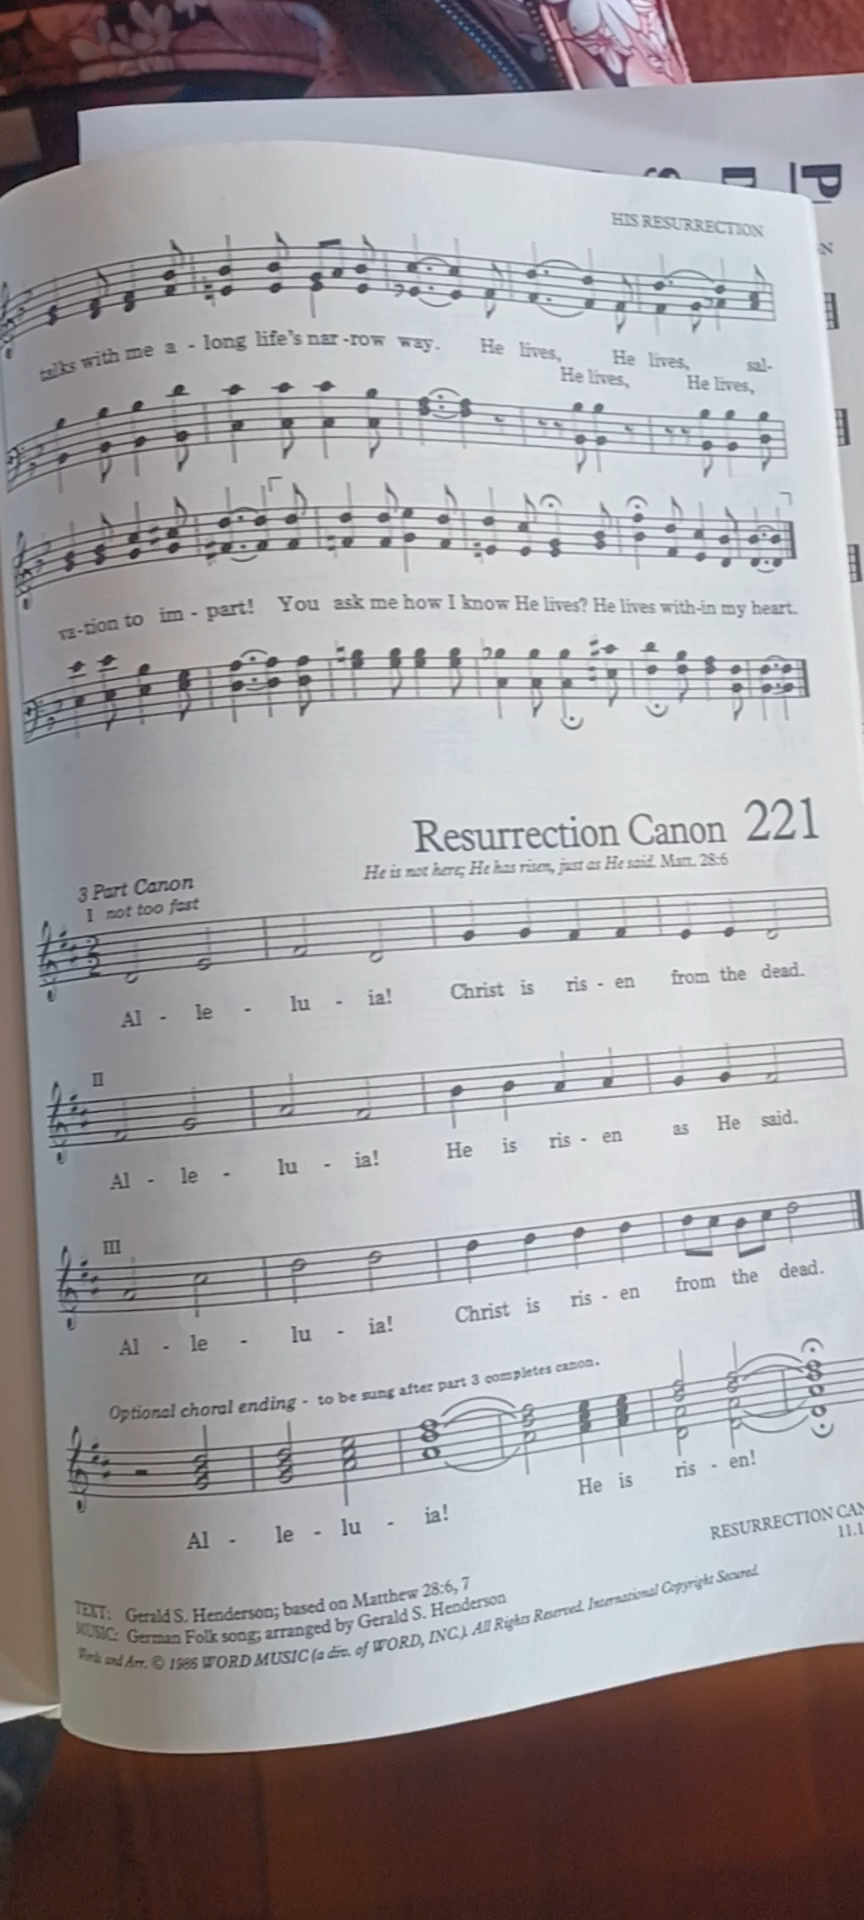 HIS RESURRECTION
talks with me a - long life's nar - row way. He lives, He lives, sal-
He lives, He lives,
va-tion to im - part! You ask me how I know He lives? He lives with-in my heart.
Resurrection Canon 221
He is not here; He has risen, just as He said. Matt. 28:6
3 Part Canon
I not too fast
Al - le - lu - ia! Christ is ris - en from the dead.
II
Al - le - lu - ia! He is ris - en as He said.
III
Al - le - lu - ia! Christ is ris - en from the dead.
Optional choral ending - to be sung after part 3 completes canon.
Al - le - lu - ia! He is ris - en!
RESURRECTION CAN
11.1
TEXT: Gerald S. Henderson; based on Matthew 28:6, 7
MUSIC: German Folk song; arranged by Gerald S. Henderson
Words and Arr. © 1986 WORD MUSIC (a div. of WORD, INC.). All Rights Reserved. International Copyright Secured.